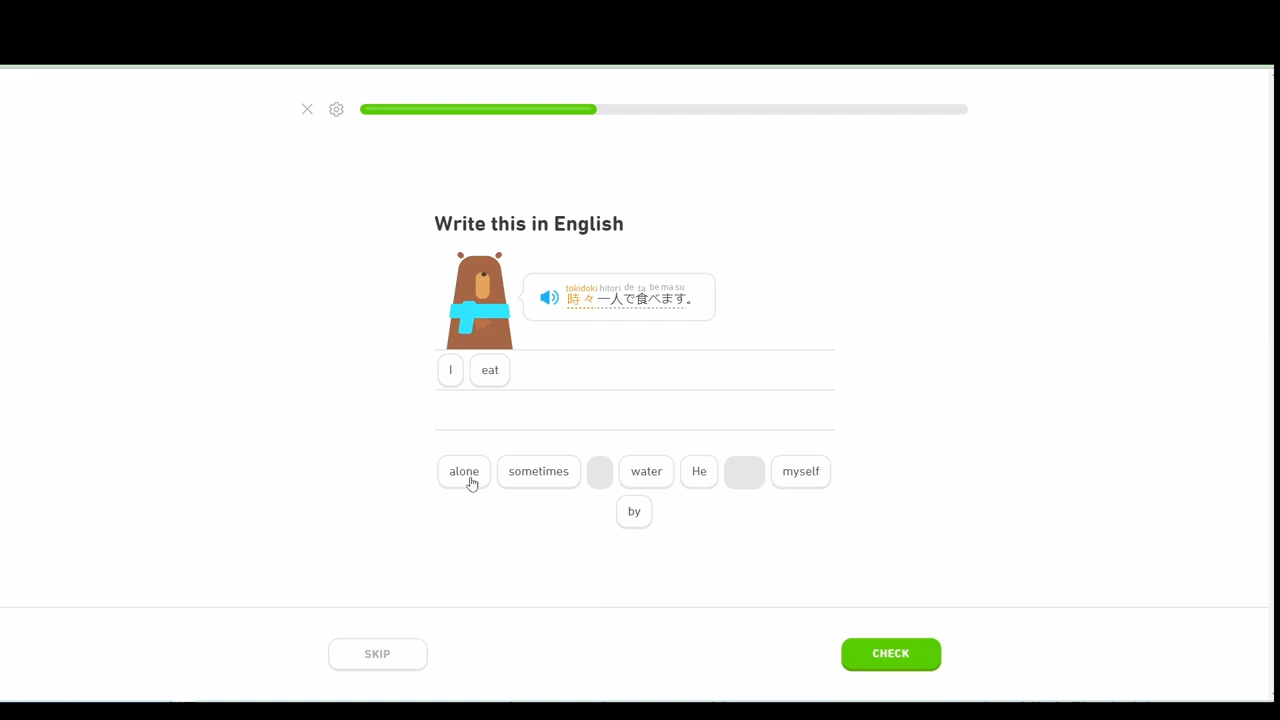 Write this in English
tokidoki hitori de ta be ma su
時々一人で食べます。
I eat
alone sometimes water He myself
by
SKIP CHECK